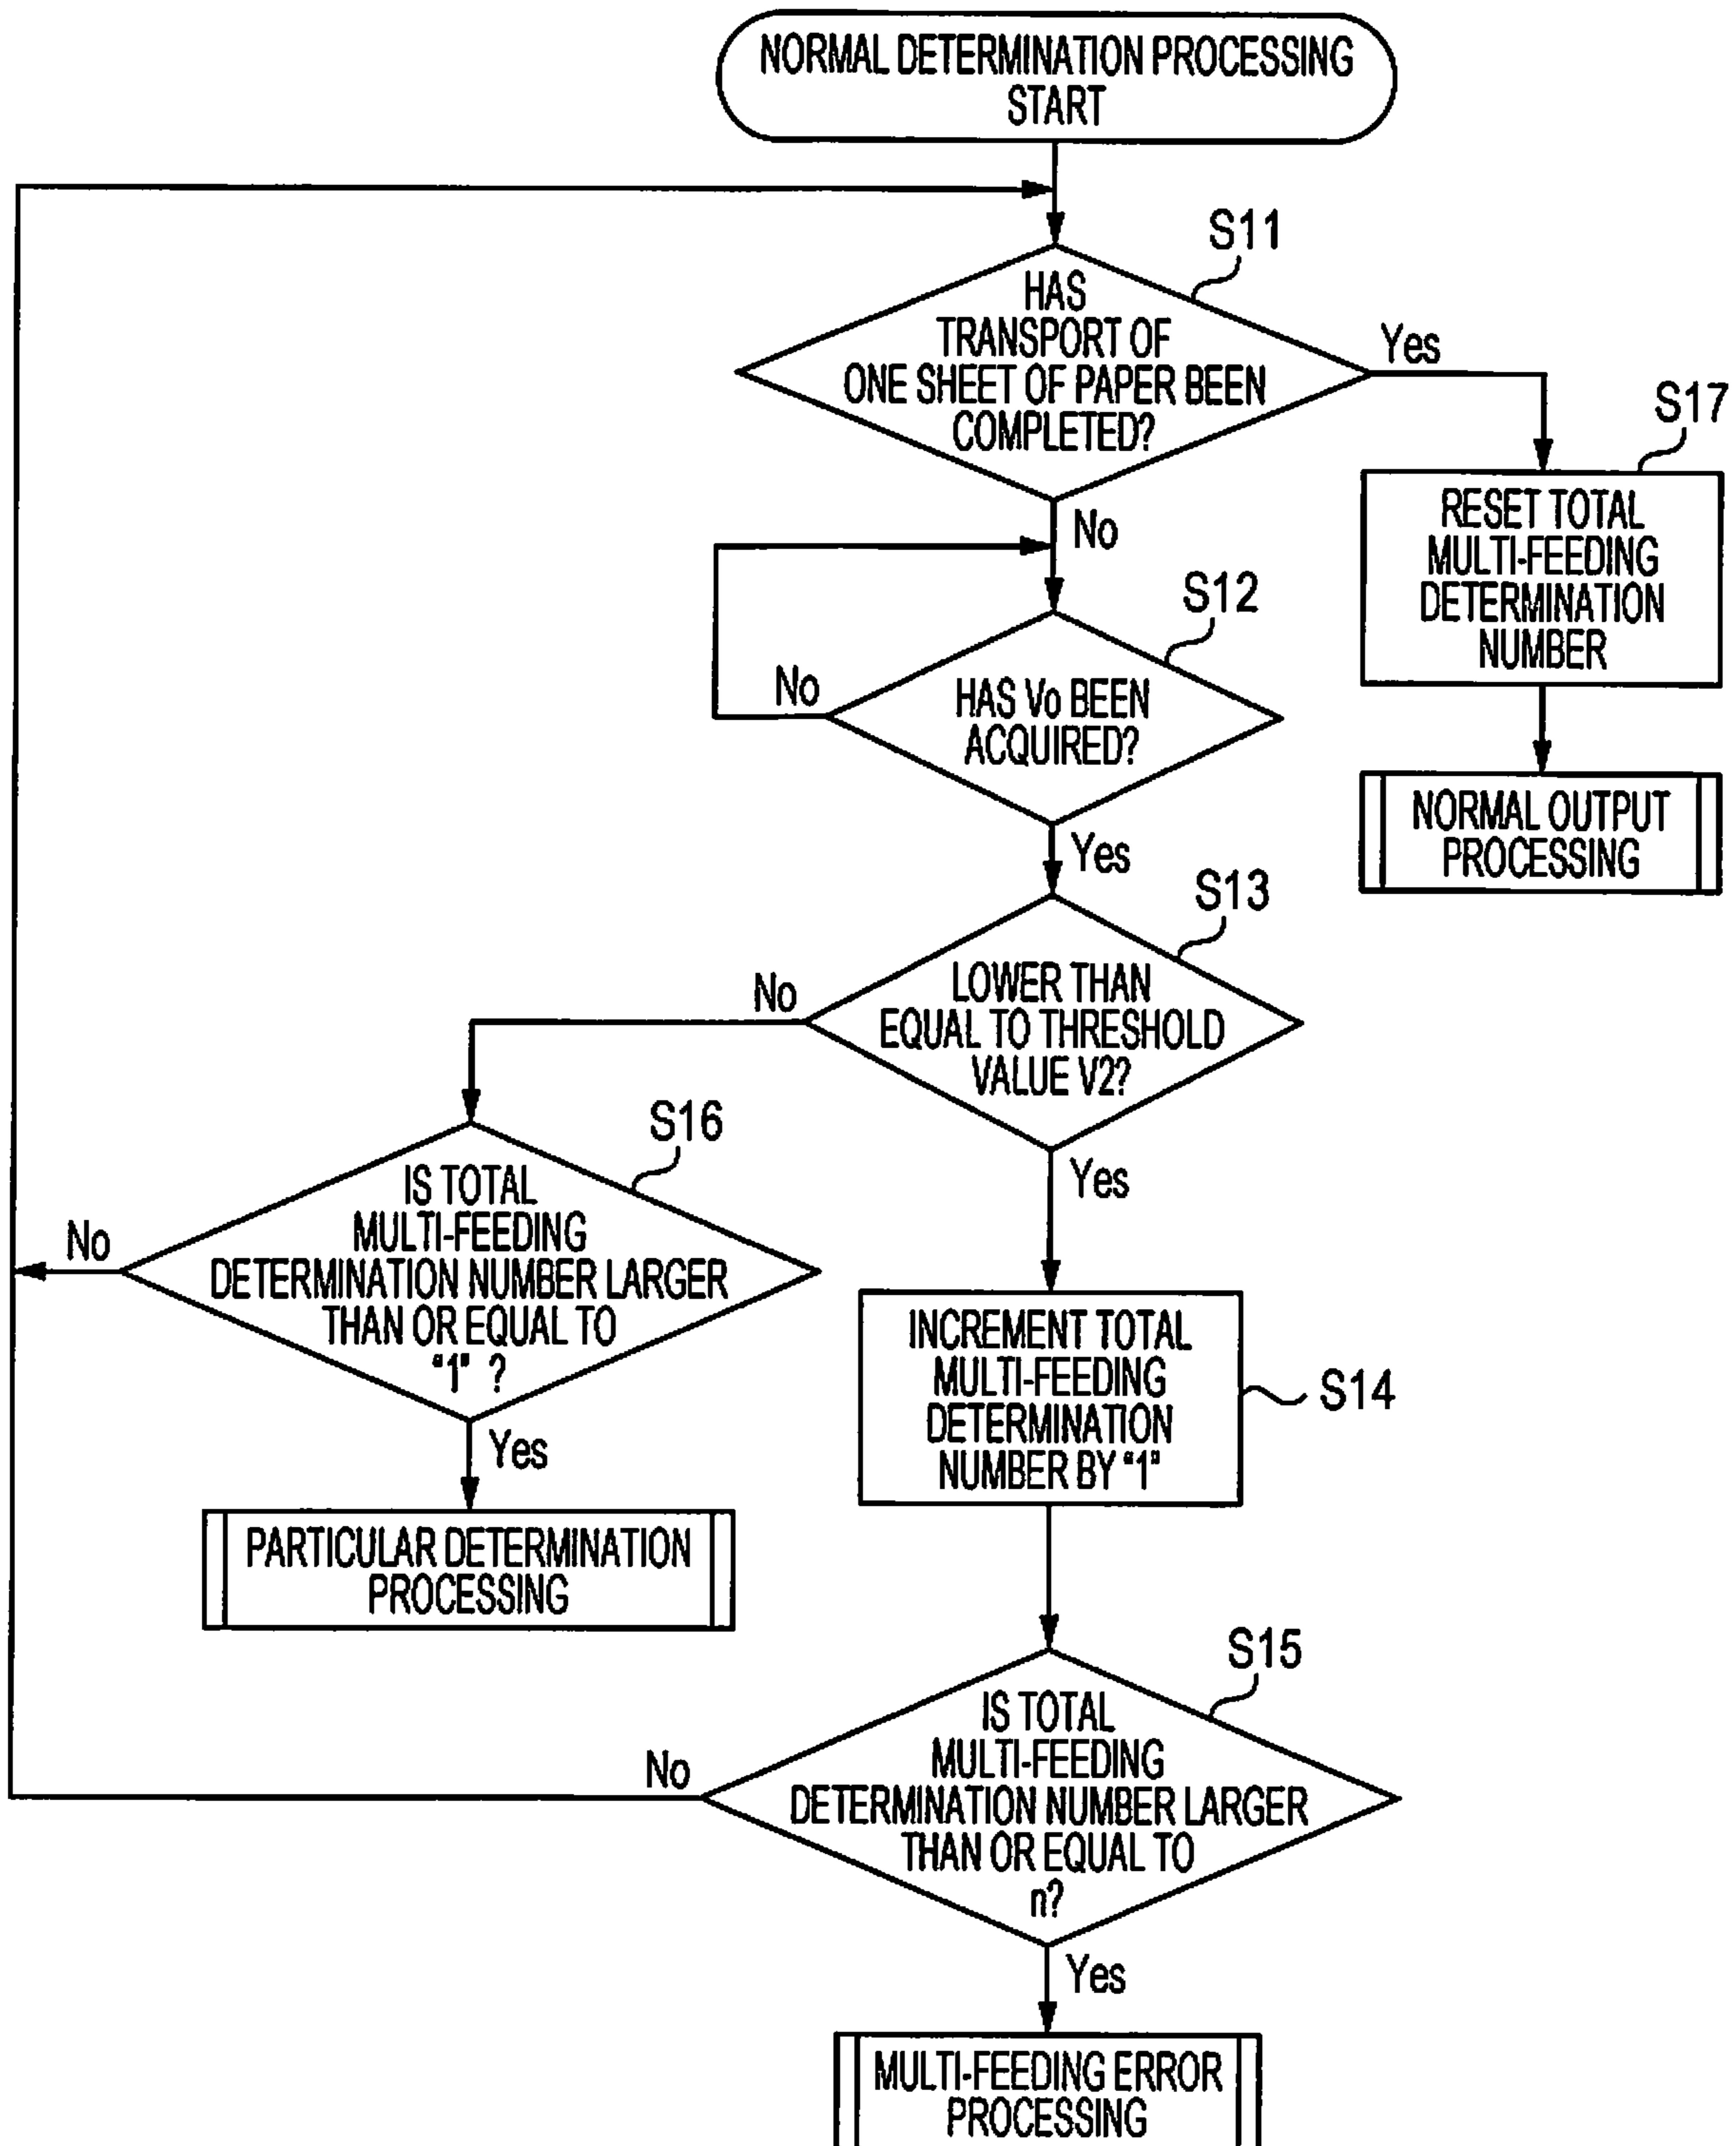 NORMAL DETERMINATION PROCESSING
START
S11
HAS
TRANSPORT OF
ONE SHEET OF PAPER BEEN
COMPLETED?
Yes
No
S17
RESET TOTAL
MULTI-FEEDING
DETERMINATION
NUMBER
NORMAL OUTPUT
PROCESSING
S12
HAS Vo BEEN
ACQUIRED?
No
Yes
S13
LOWER THAN
EQUAL TO THRESHOLD
VALUE V2?
No
Yes
S16
IS TOTAL
MULTI-FEEDING
DETERMINATION NUMBER LARGER
THAN OR EQUAL TO
"1" ?
No
Yes
PARTICULAR DETERMINATION
PROCESSING
INCREMENT TOTAL
MULTI-FEEDING
DETERMINATION
NUMBER BY "1"
S14
S15
IS TOTAL
MULTI-FEEDING
DETERMINATION NUMBER LARGER
THAN OR EQUAL TO
n?
No
Yes
MULTI-FEEDING ERROR
PROCESSING